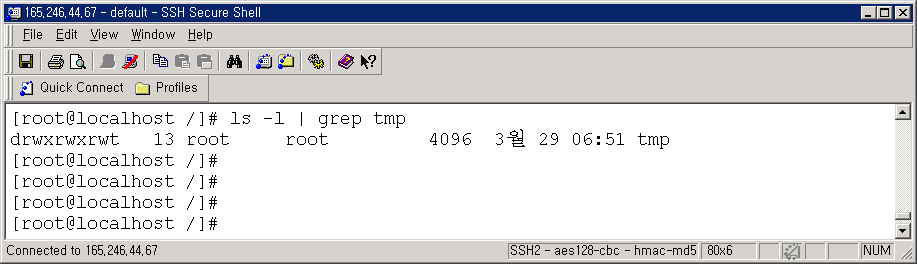 165,246,44,67 - default - SSH Secure Shell
File Edit View Window Help
Quick Connect Profiles
[root@localhost /]# ls -l | grep tmp
drwxrwxrwt 13 root root 4096 3월 29 06:51 tmp
[root@localhost /]#
[root@localhost /]#
[root@localhost /]#
[root@localhost /]#
Connected to 165,246,44,67 SSH2 - aes128-cbc - hmac-md5 80x6 NUM